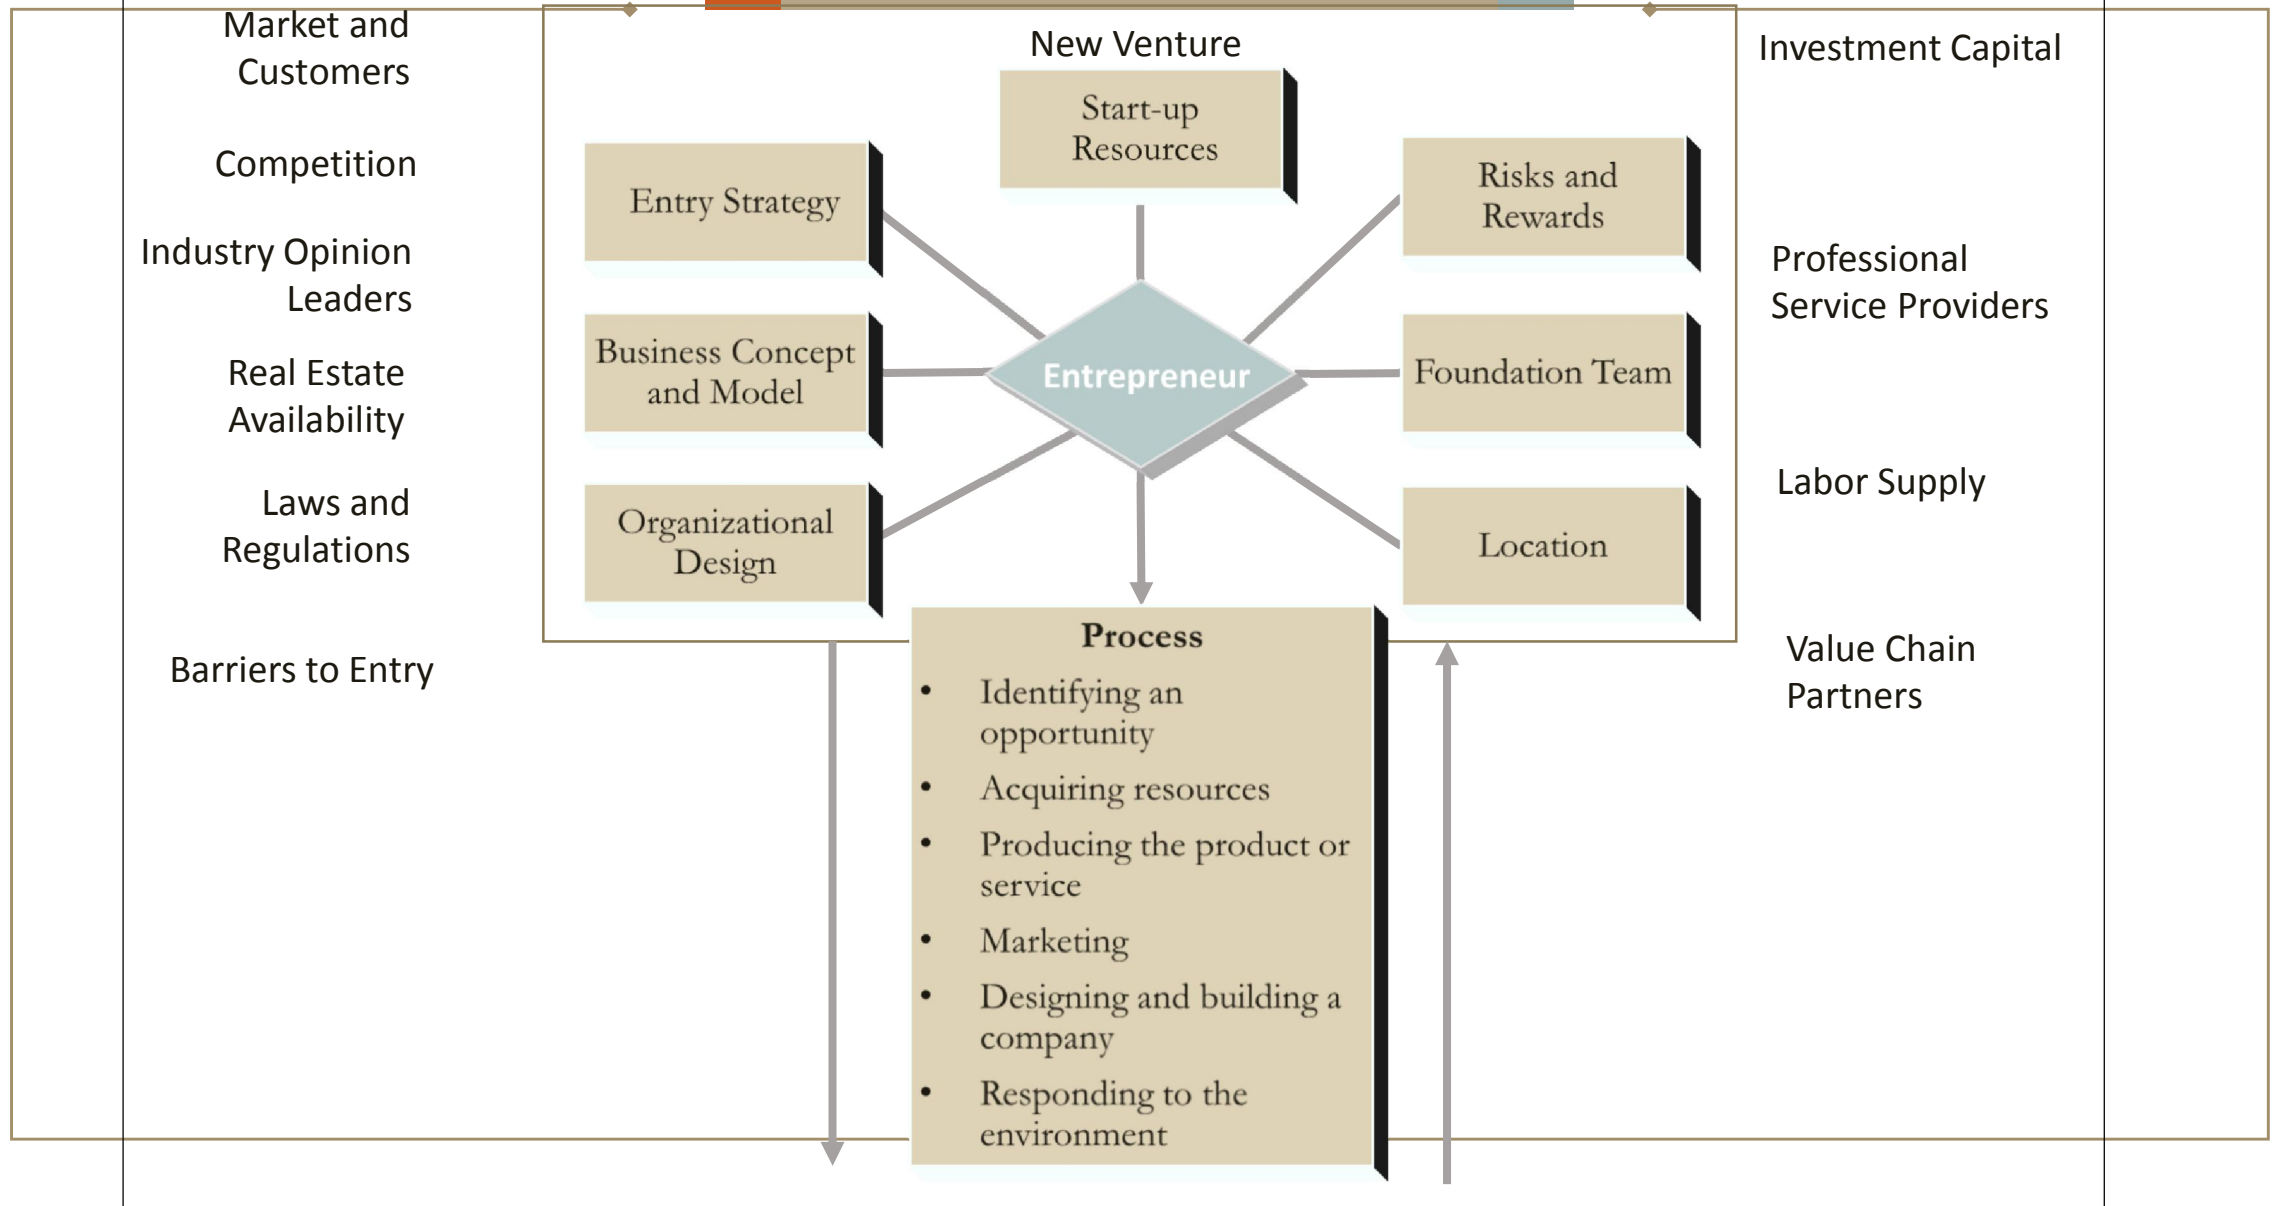 Market and
Customers
Competition
Industry Opinion
Leaders
Real Estate
Availability
Laws and
Regulations
Barriers to Entry
New Venture
Start-up
Resources
Entry Strategy
Business Concept
and Model
Organizational
Design
Entrepreneur
Risks and
Rewards
Foundation Team
Location
Process
• Identifying an
opportunity
• Acquiring resources
• Producing the product or
service
• Marketing
• Designing and building a
company
• Responding to the
environment
Investment Capital
Professional
Service Providers
Labor Supply
Value Chain
Partners